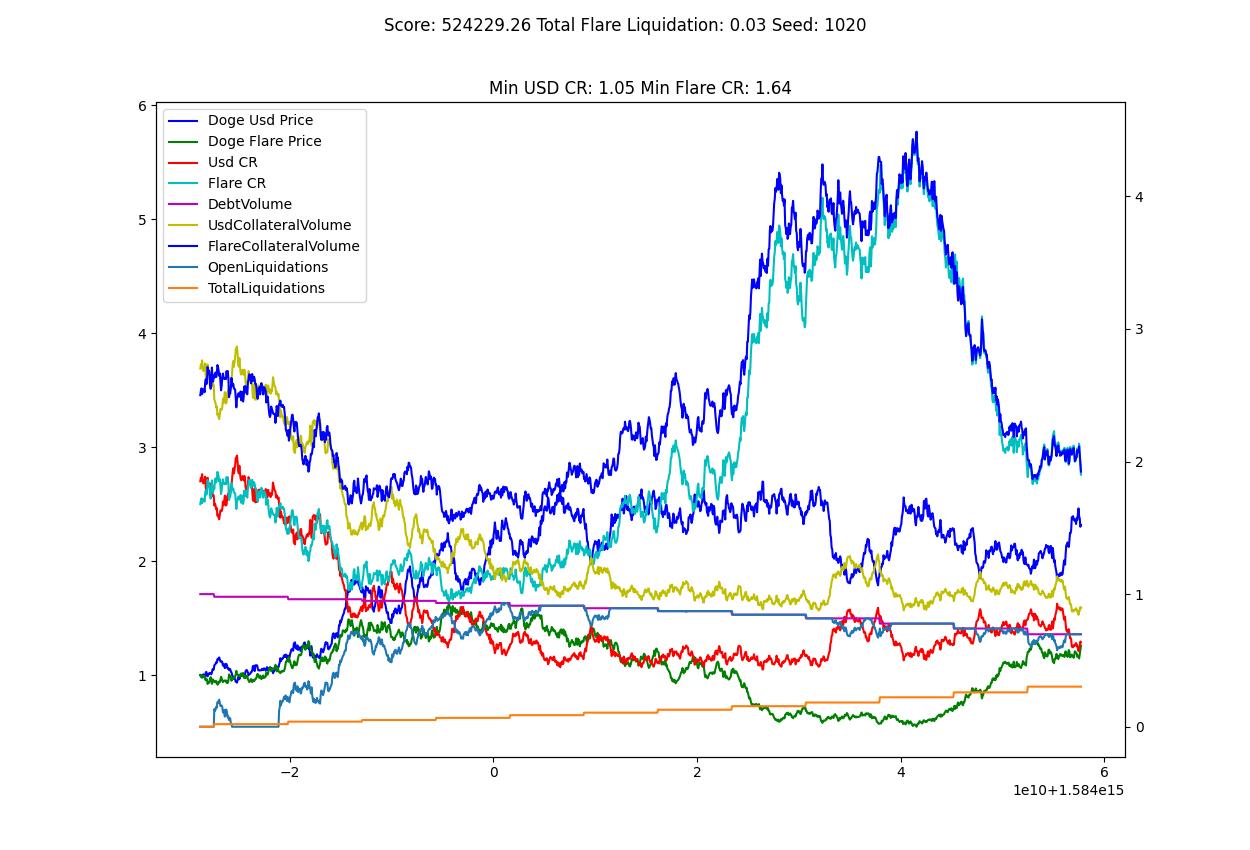 Score: 524229.26 Total Flare Liquidation: 0.03 Seed: 1020
Min USD CR: 1.05 Min Flare CR: 1.64
6
5
4
3
2
1
Doge Usd Price
Doge Flare Price
Usd CR
Flare CR
DebtVolume
UsdCollateralVolume
FlareCollateralVolume
OpenLiquidations
TotalLiquidations
4
3
2
1
0
−2
0
2
4
6
1e10+1.584e15